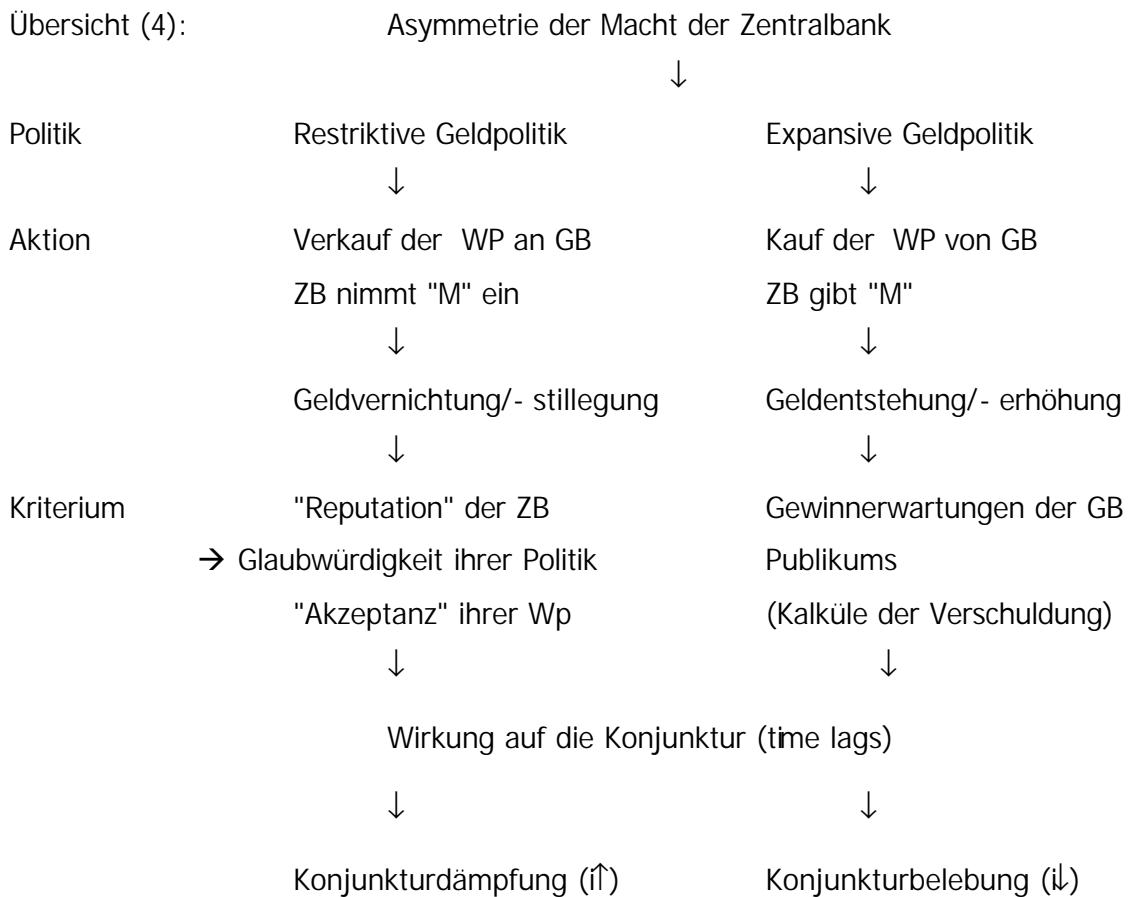 Übersicht (4): Asymmetrie der Macht der Zentralbank
↓
Politik Restriktive Geldpolitik Expansive Geldpolitik
↓ ↓
Aktion Verkauf der WP an GB Kauf der WP von GB
ZB nimmt "M" ein ZB gibt "M"
↓ ↓
Geldvernichtung/- stillegung Geldentstehung/- erhöhung
↓ ↓
Kriterium "Reputation" der ZB Gewinnerwartungen der GB
→ Glaubwürdigkeit ihrer Politik Publikums
"Akzeptanz" ihrer Wp (Kalküle der Verschuldung)
↓ ↓
Wirkung auf die Konjunktur (time lags)
↓ ↓
Konjunkturdämpfung (i⇑) Konjunkturbelebung (i⇓)